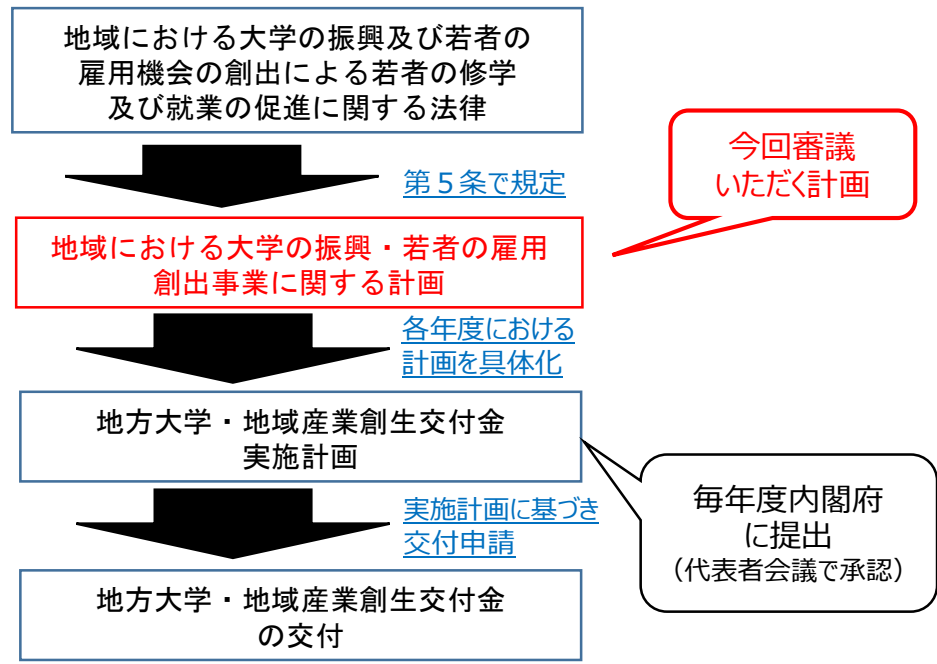 地域における大学の振興及び若者の
雇用機会の創出による若者の修学
及び就業の促進に関する法律
第５条で規定
今回審議
いただく計画
地域における大学の振興・若者の雇用
創出事業に関する計画
各年度における
計画を具体化
地方大学・地域産業創生交付金
実施計画
毎年度内閣府
に提出
（代表者会議で承認）
実施計画に基づき
交付申請
地方大学・地域産業創生交付金
の交付